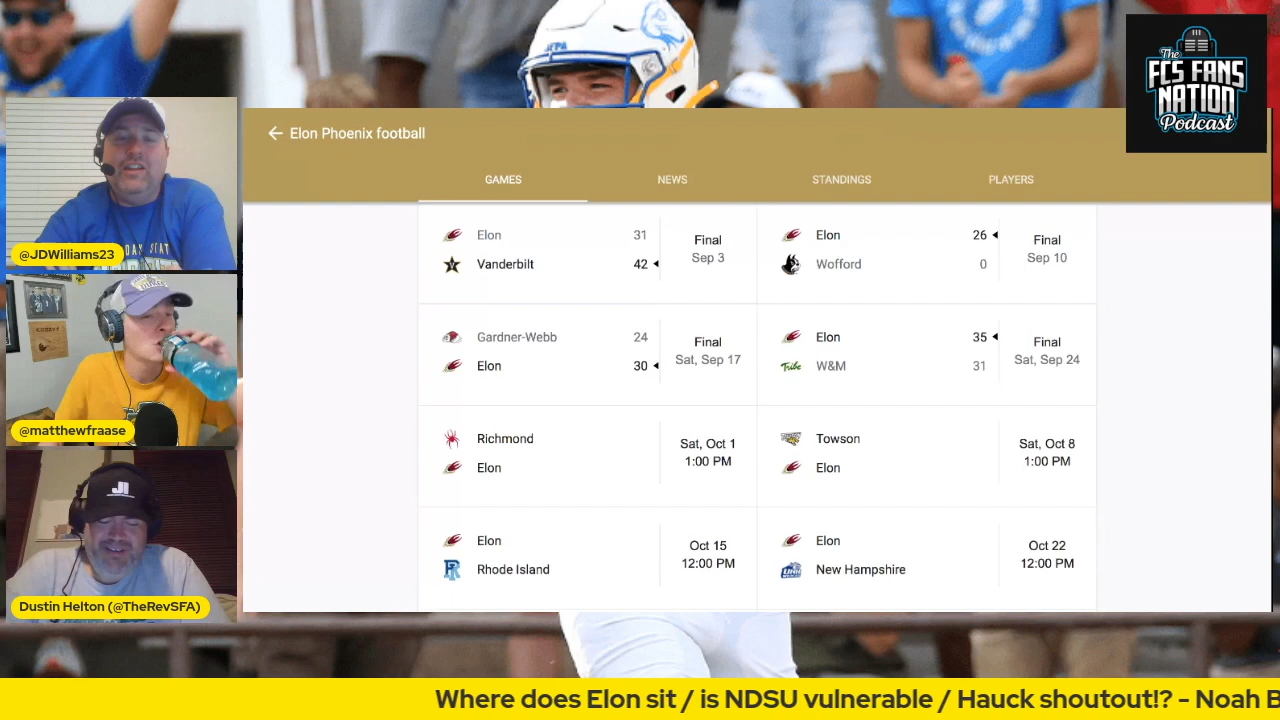 The
FCS FANS
NATION
Podcast
JFPA
Elon Phoenix football
GAMES
NEWS
STANDINGS
PLAYERS
Elon 31
Vanderbilt 42
Final
Sep 3
Elon 26
Wofford 0
Final
Sep 10
Gardner-Webb 24
Elon 30
Final
Sat, Sep 17
Elon 35
Tribe W&M 31
Final
Sat, Sep 24
Richmond
Elon
Sat, Oct 1
1:00 PM
Towson
Elon
Sat, Oct 8
1:00 PM
Elon
Rhode Island
Oct 15
12:00 PM
Elon
New Hampshire
Oct 22
12:00 PM
@JDWilliams23
@matthewfraase
JI
Dustin Helton (@TheRevSFA)
Where does Elon sit / is NDSU vulnerable / Hauck shoutout!? - Noah B